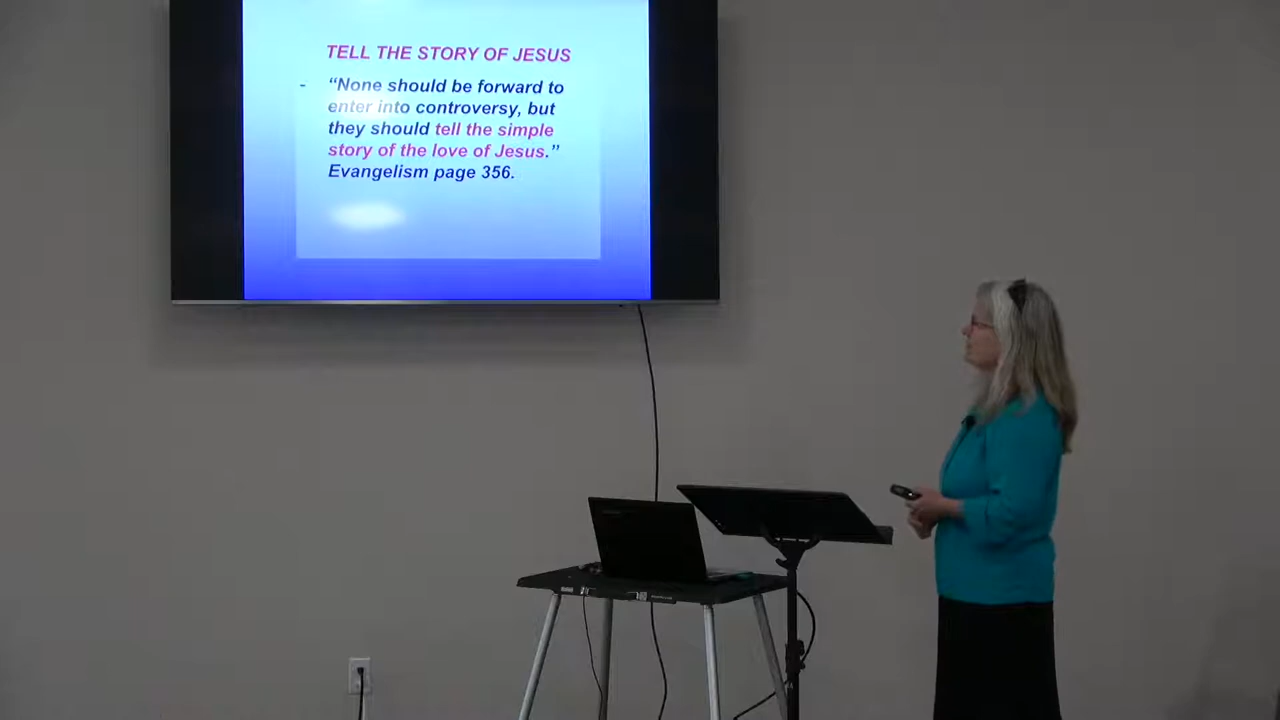 TELL THE STORY OF JESUS
- “None should be forward to
enter into controversy, but
they should tell the simple
story of the love of Jesus.”
Evangelism page 356.